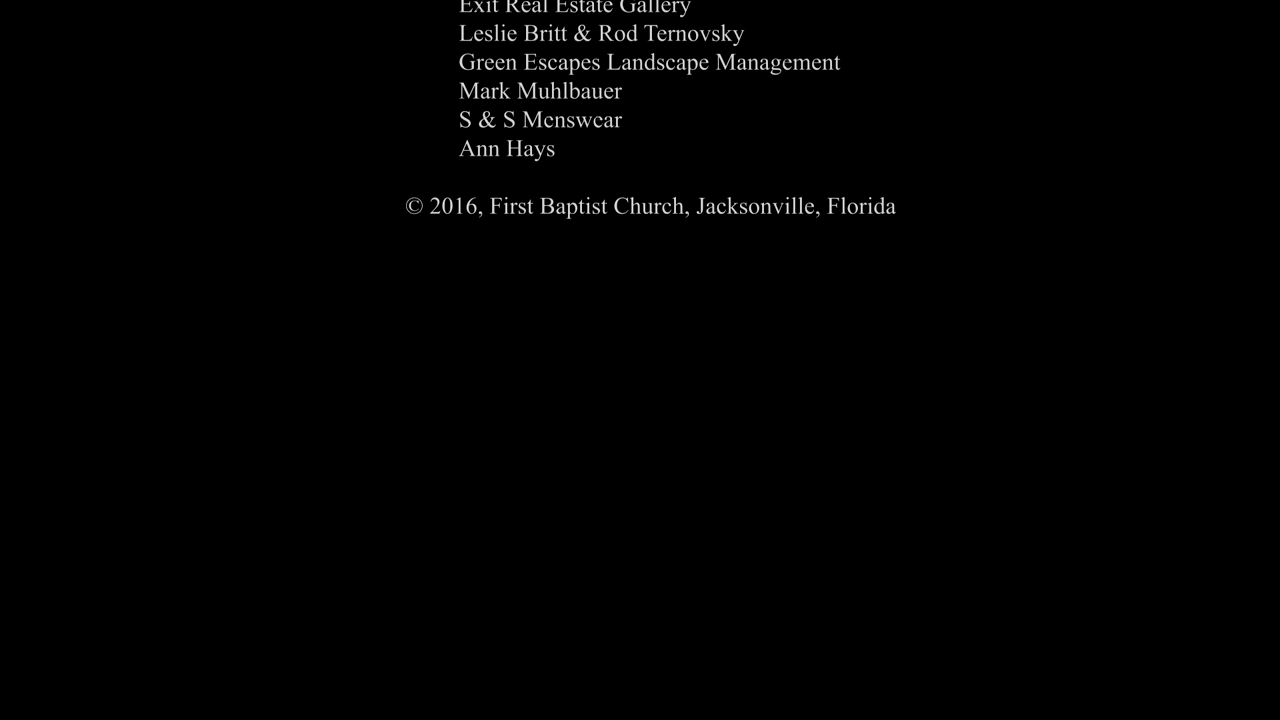 Exit Real Estate Gallery
Leslie Britt & Rod Ternovsky
Green Escapes Landscape Management
Mark Muhlbauer
S & S Menswear
Ann Hays
© 2016, First Baptist Church, Jacksonville, Florida